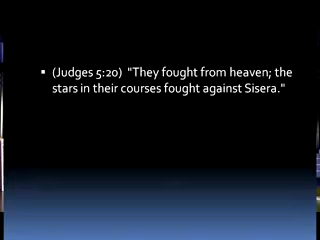 ▪ (Judges 5:20)  "They fought from heaven; the
stars in their courses fought against Sisera."